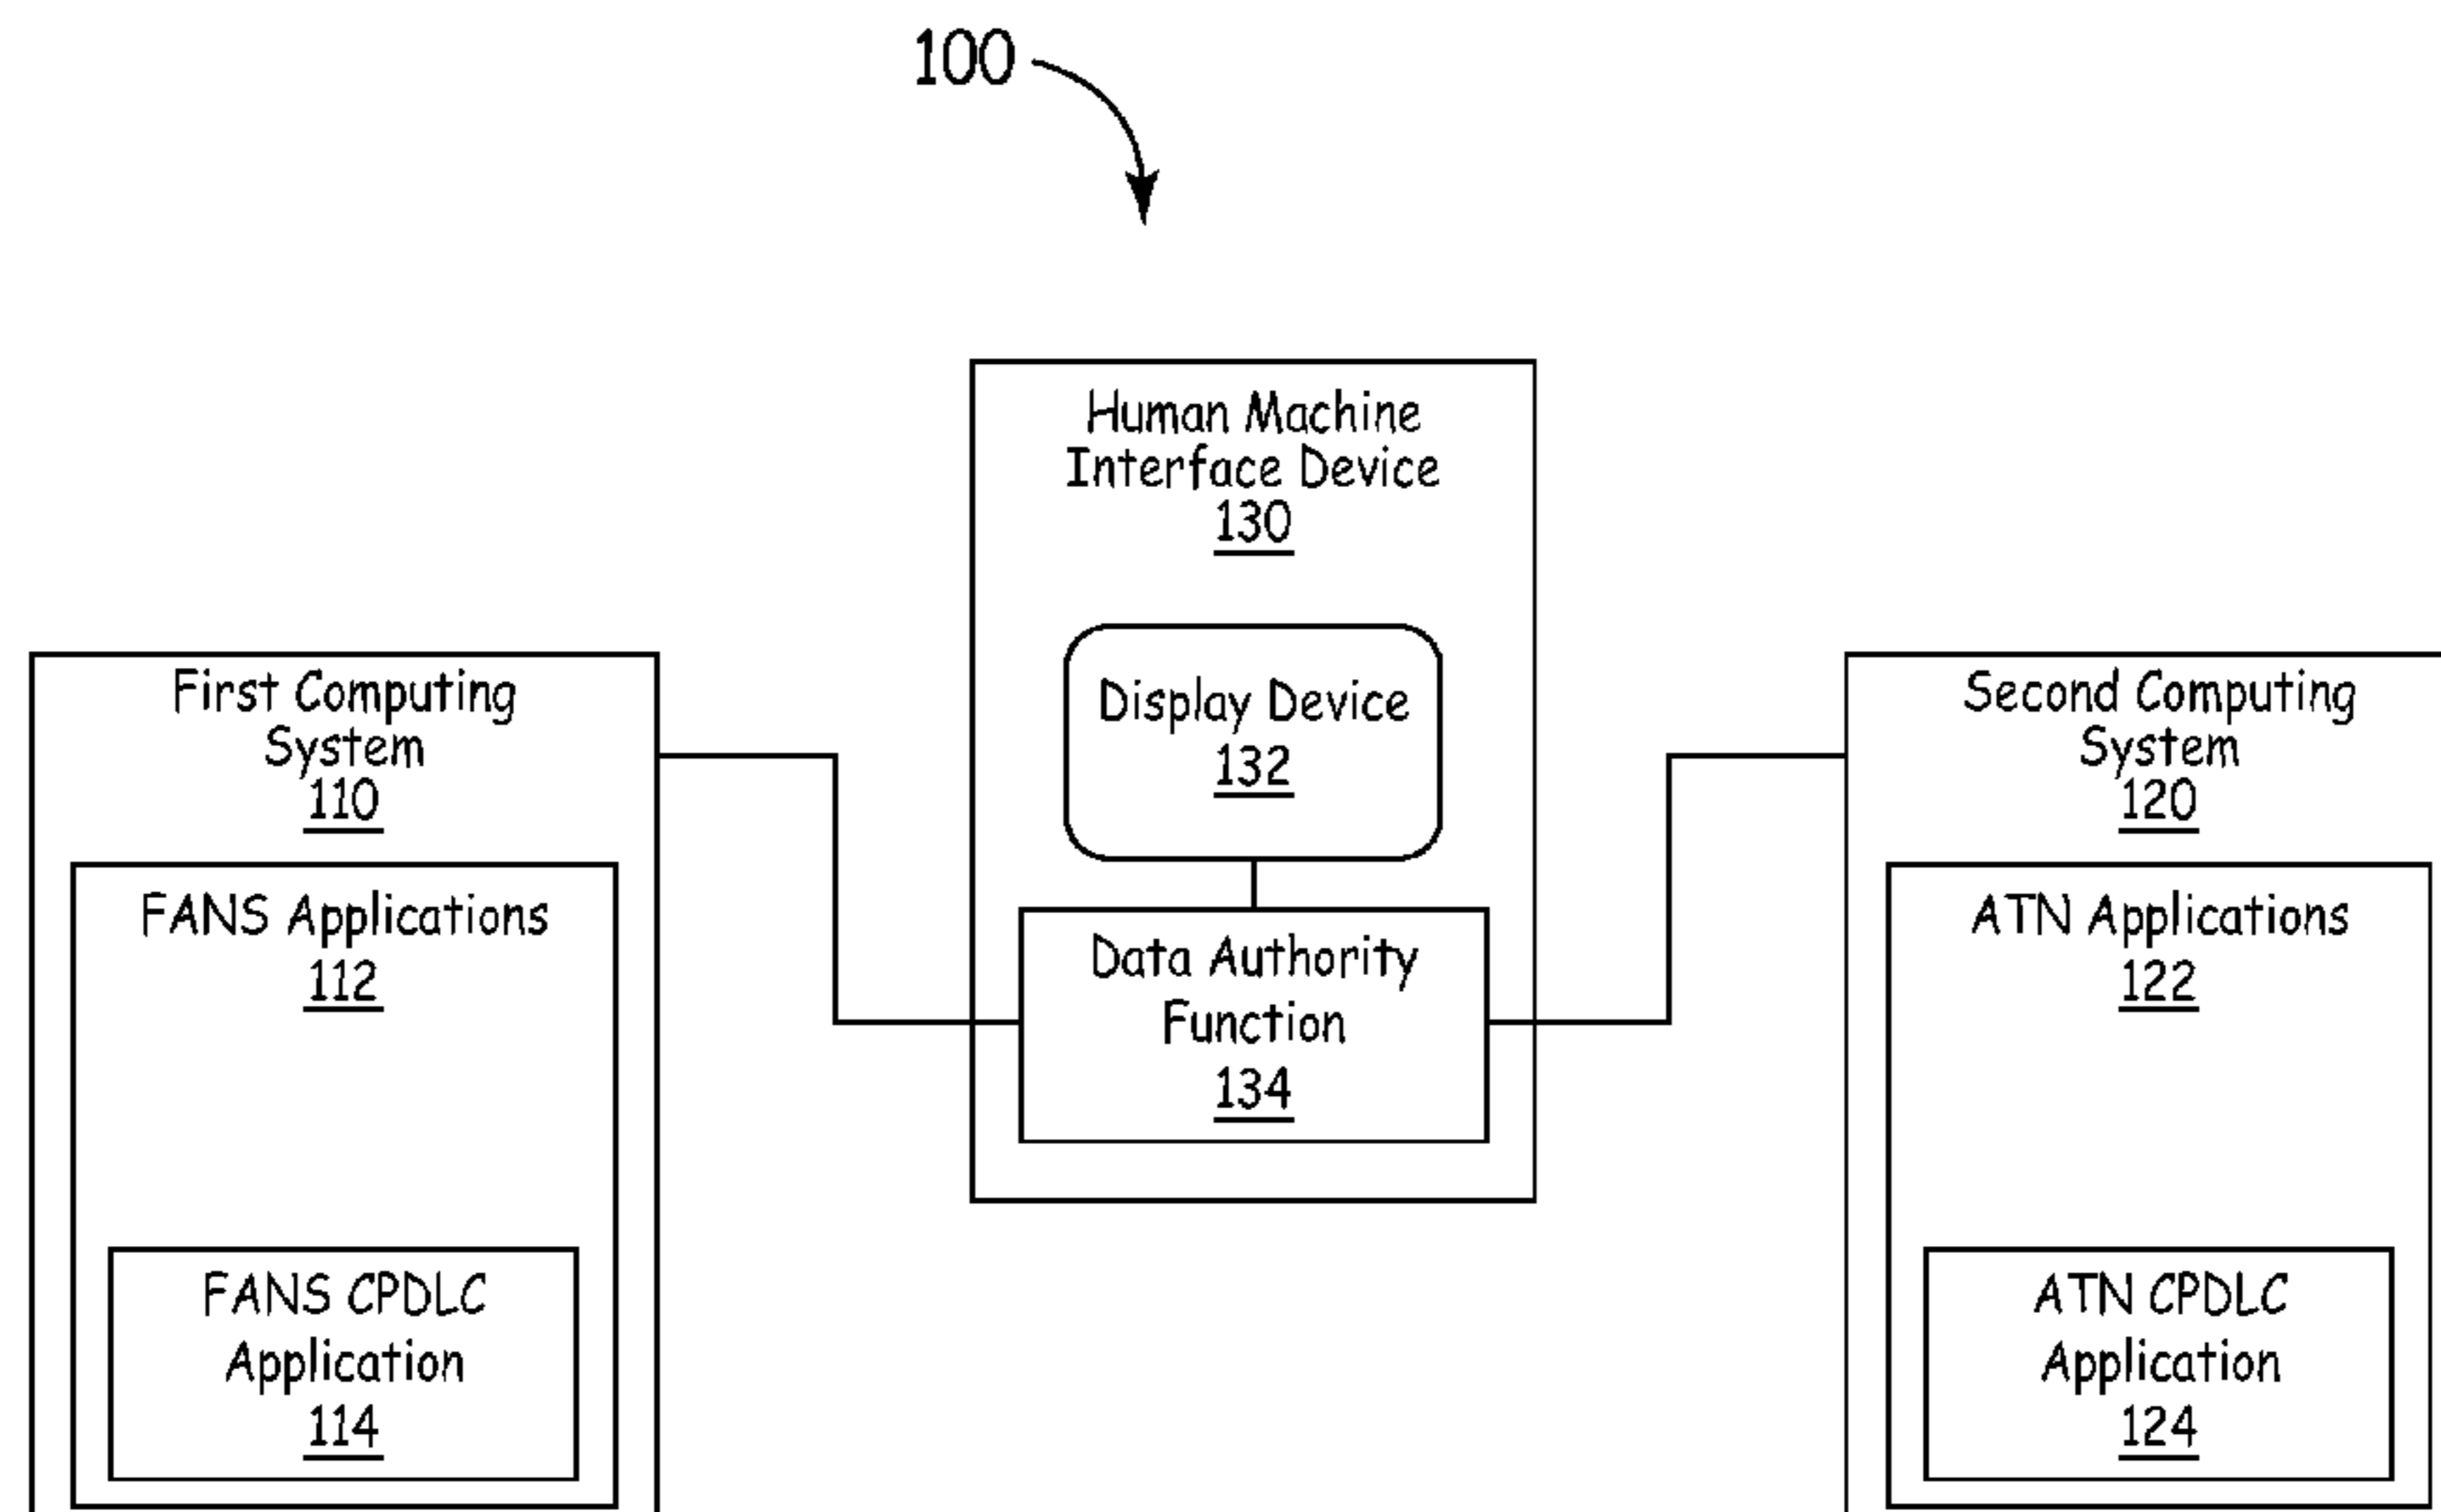 100
Human Machine
Interface Device
130
Display Device
132
Data Authority
Function
134
First Computing
System
110
FANS Applications
112
FANS CPDLC
Application
114
Second Computing
System
120
ATN Applications
122
ATN CPDLC
Application
124